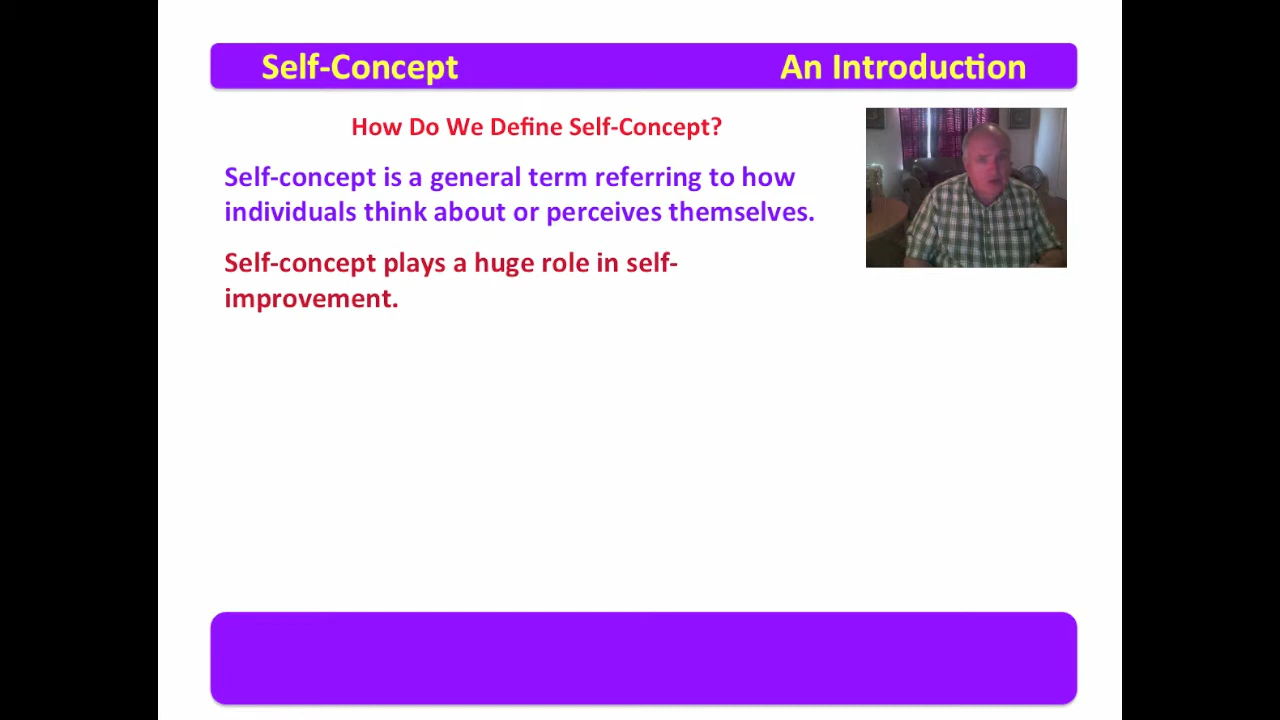 Self-Concept An Introduction
How Do We Define Self-Concept?
Self-concept is a general term referring to how
individuals think about or perceives themselves.
Self-concept plays a huge role in self-
improvement.